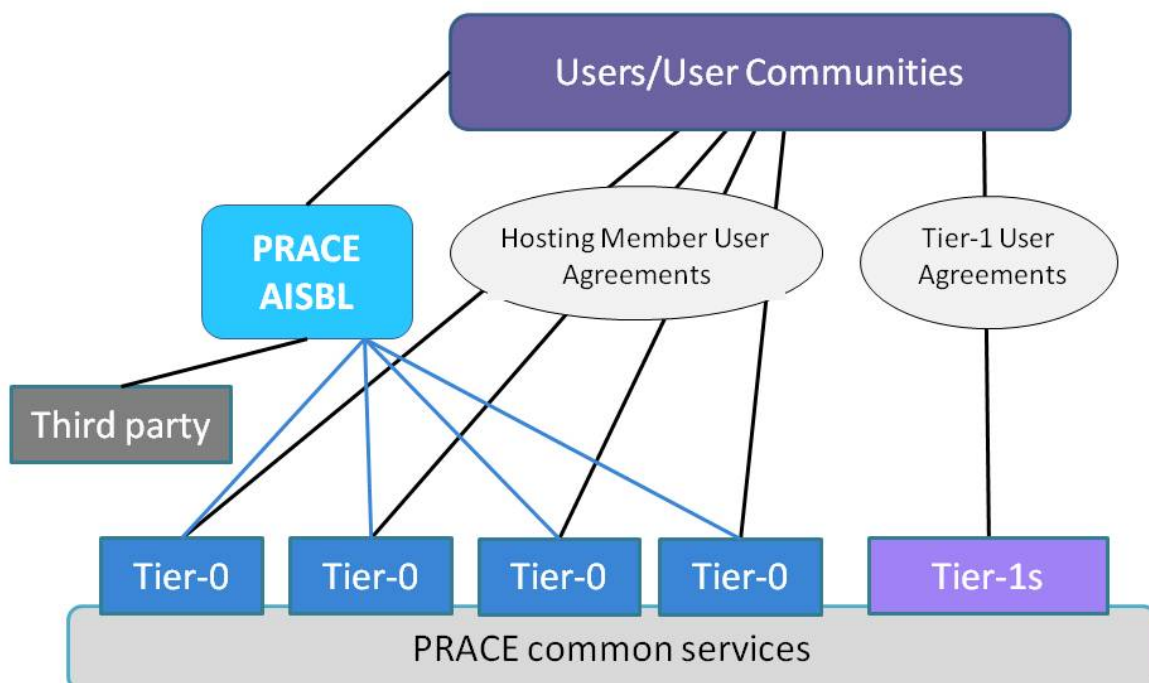 Users/User Communities
PRACE
AISBL
Hosting Member User
Agreements
Tier-1 User
Agreements
Third party
Tier-0
Tier-0
Tier-0
Tier-0
Tier-1s
PRACE common services